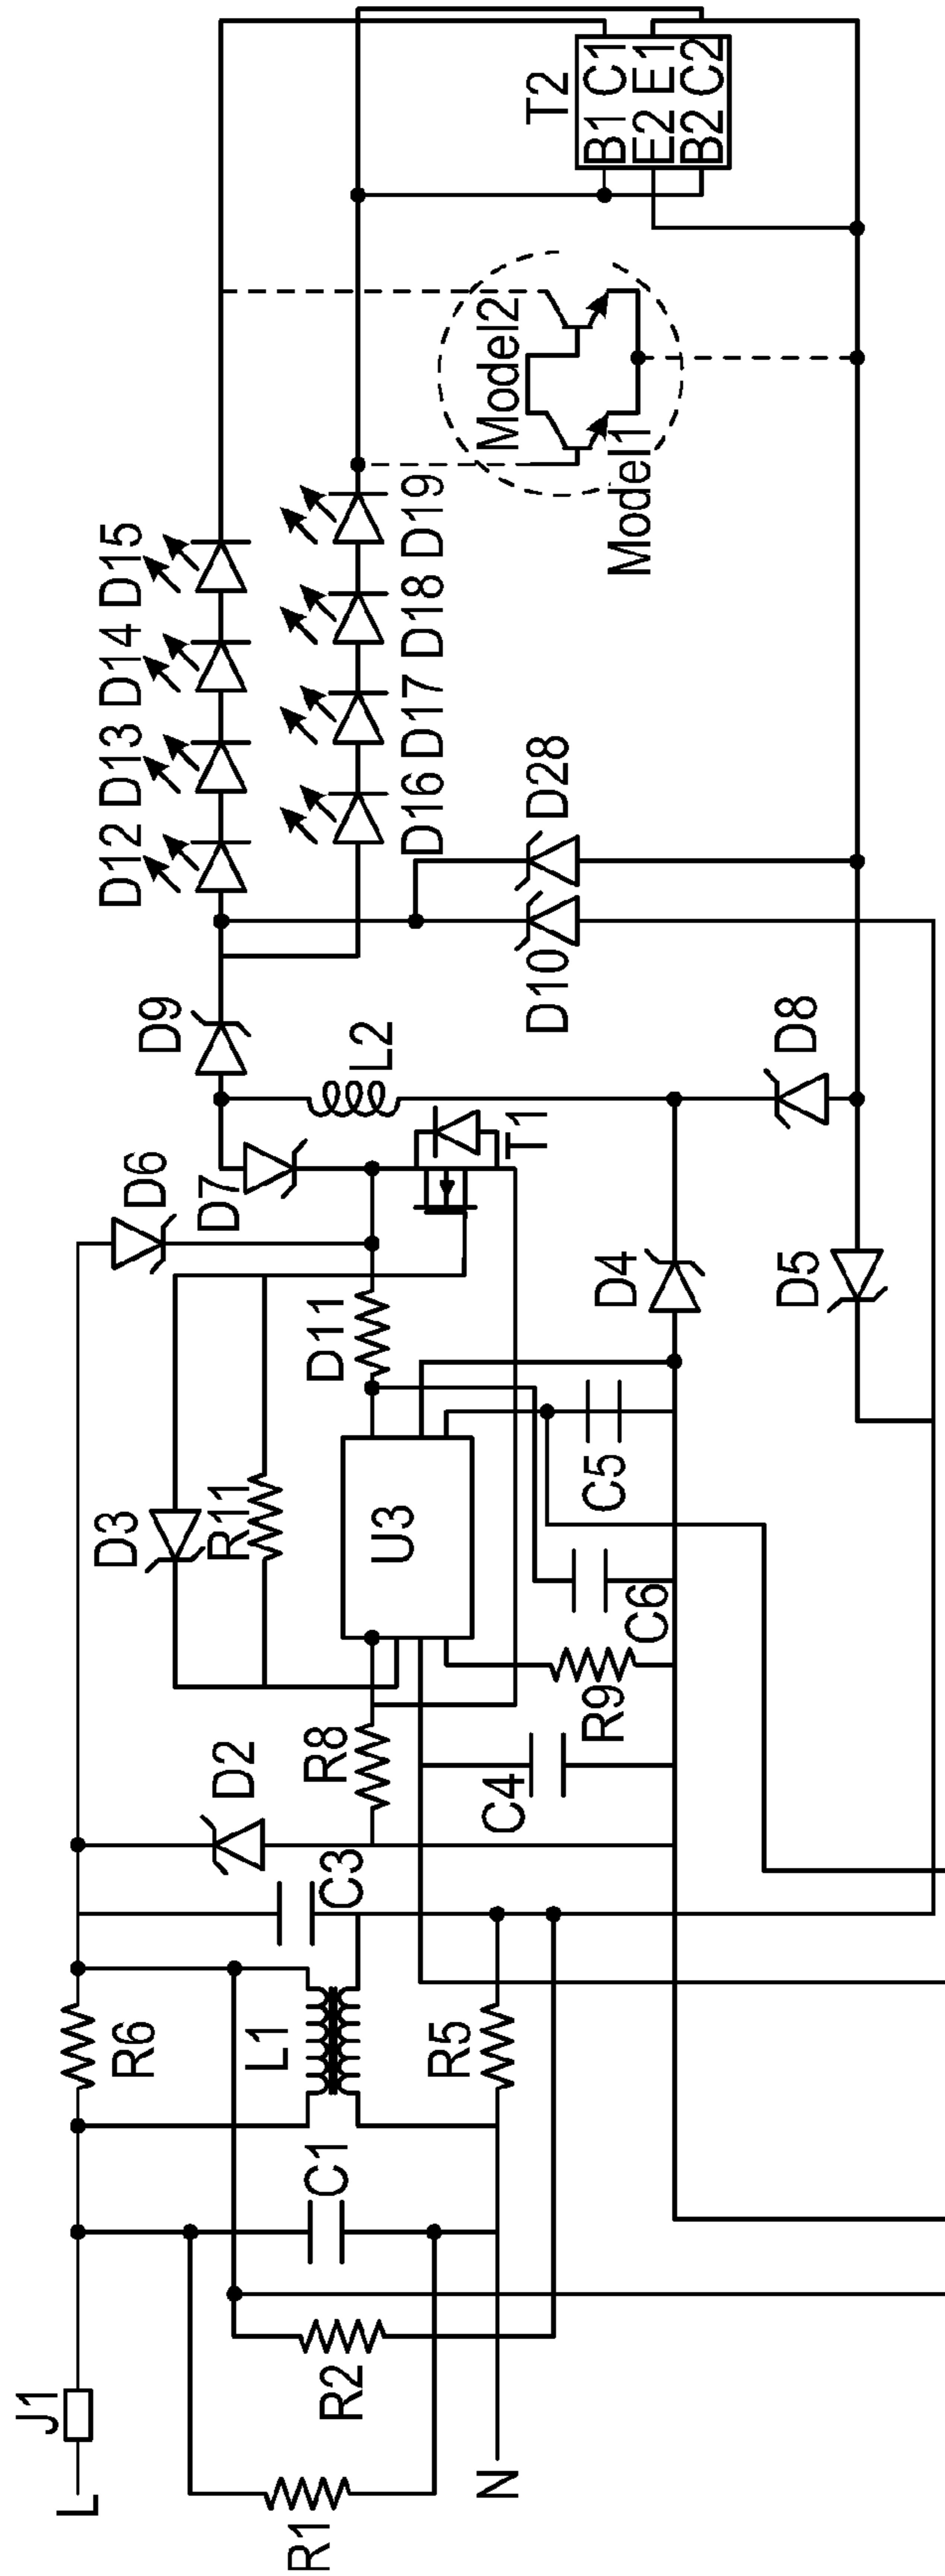 L
J1
R1
R2
N
C1
R6
L1
R5
C3
D2
R8
C4
R9
C6
D3
R11
U3
C5
D11
D6
D7
T1
D4
D5
D9
L2
D8
D10
D28
D12 D13 D14 D15
D16 D17 D18 D19
Model1
Model2
T2
B1 C1
E2 E1
B2 C2